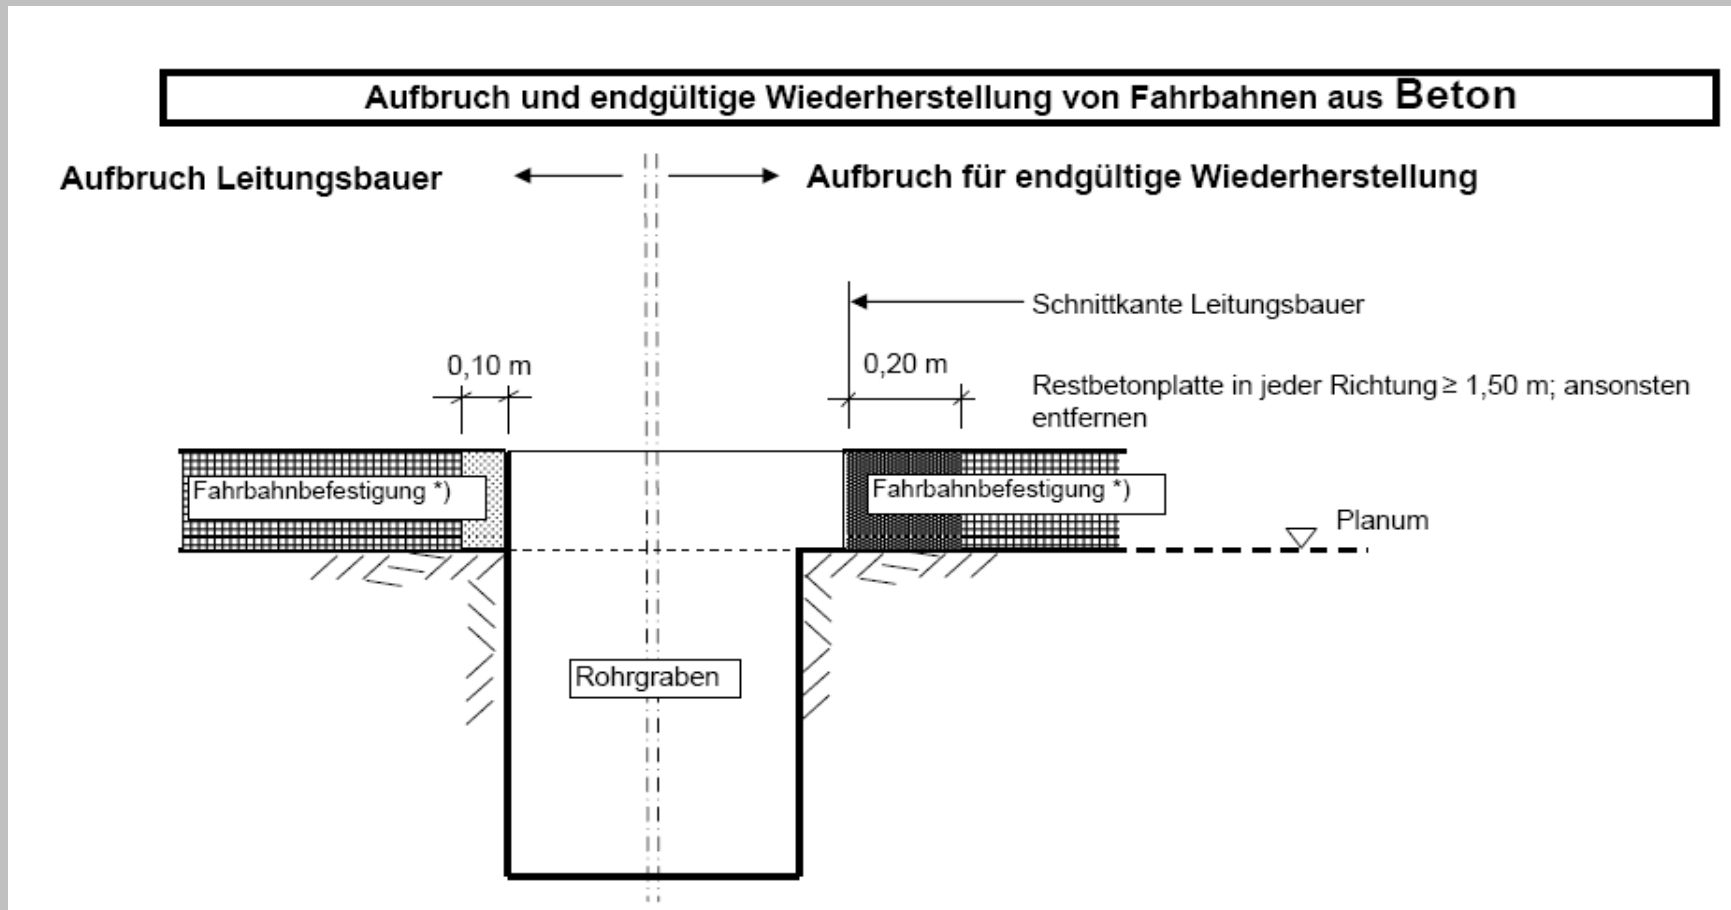 Aufbruch und endgültige Wiederherstellung von Fahrbahnen aus Beton
Aufbruch Leitungsbauer
Aufbruch für endgültige Wiederherstellung
Schnittkante Leitungsbauer
0,10 m
0,20 m
Restbetonplatte in jeder Richtung ≥ 1,50 m; ansonsten
entfernen
Fahrbahnbefestigung *)
Fahrbahnbefestigung *)
Planum
Rohrgraben